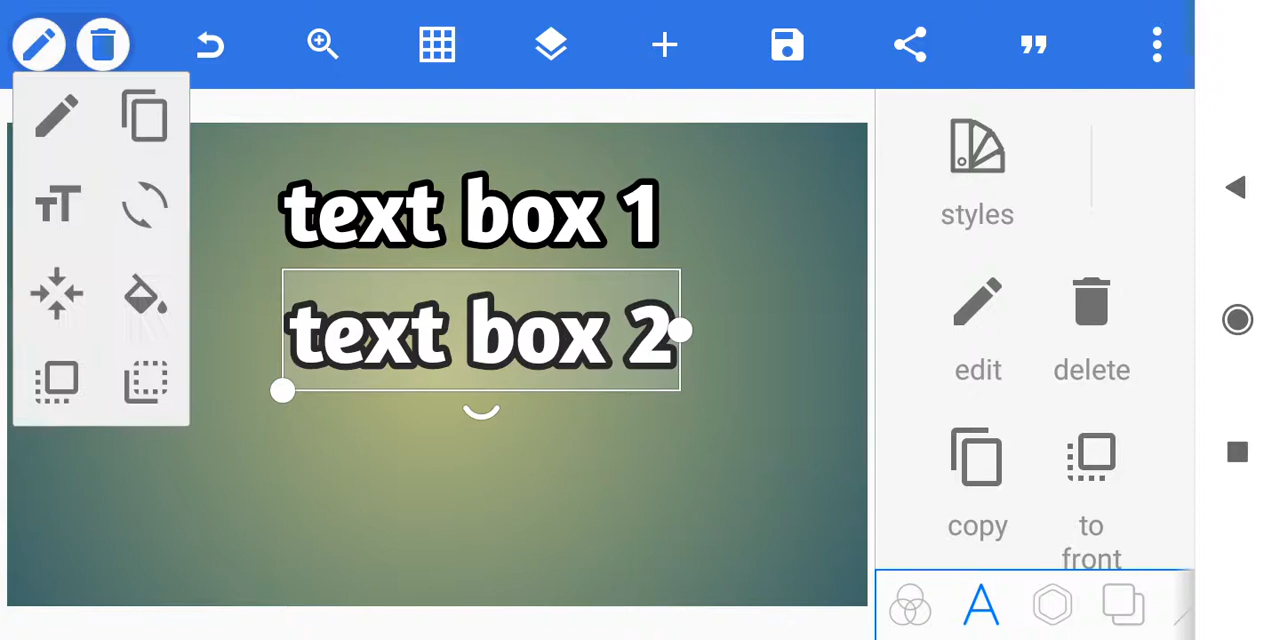 text box 1
text box 2
styles
edit
delete
copy
to
front